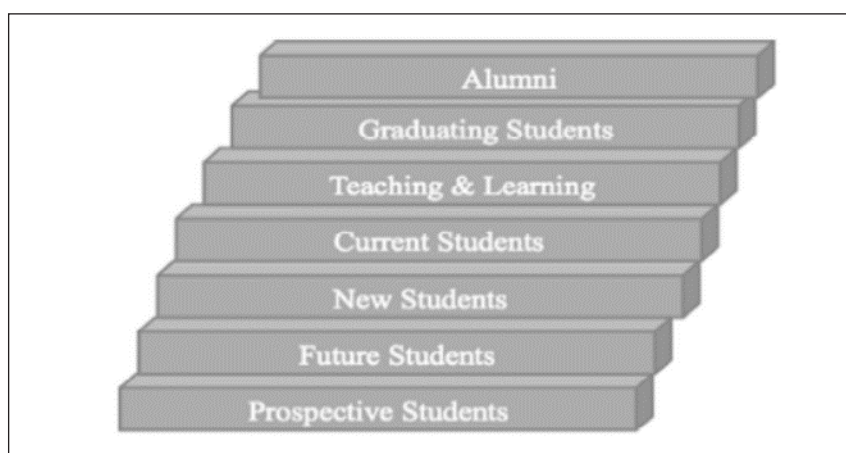 Alumni
Graduating Students
Teaching & Learning
Current Students
New Students
Future Students
Prospective Students